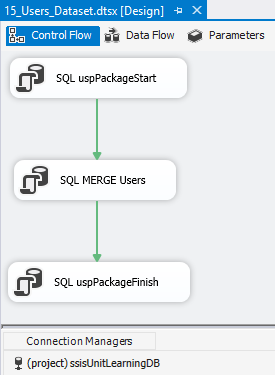 15_Users_Dataset.dtsx [Design]
Control Flow Data Flow Parameters
SQL uspPackageStart
SQL MERGE Users
SQL uspPackageFinish
Connection Managers
(project) ssisUnitLearningDB